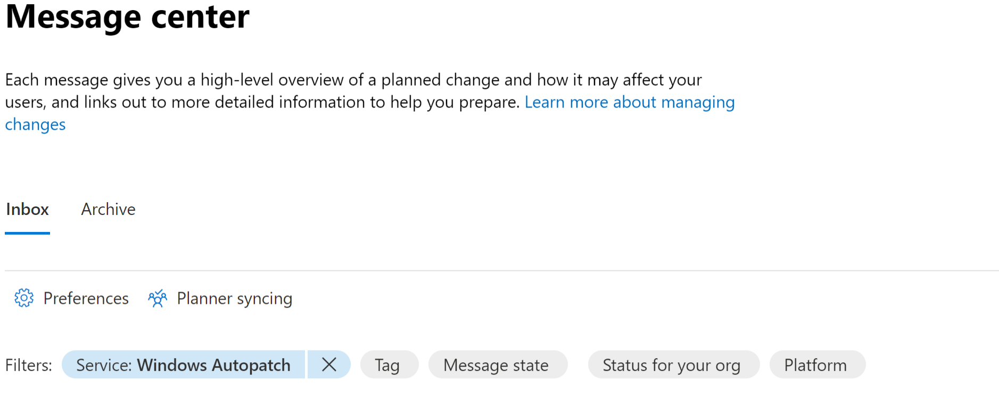 Message center
Each message gives you a high-level overview of a planned change and how it may affect your
users, and links out to more detailed information to help you prepare. Learn more about managing
changes
Inbox Archive
Preferences Planner syncing
Filters: Service: Windows Autopatch Tag Message state Status for your org Platform